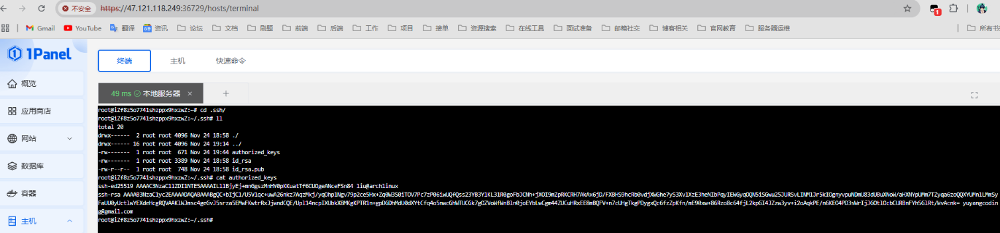 不安全 https://47.121.118.249:36729/hosts/terminal
1
Gmail YouTube 翻译 资讯 论坛 文档 刷题 前端 后端 工作 项目 接单 资源搜索 在线工具 面试准备 邮箱社交 博客相关 官网教育 服务器运维 所有书
1Panel
终端 主机 快速命令
概览
应用商店
网站
数据库
容器
主机
49 ms 本地服务器 × +
root@iZf8z5o7741shzppx9hxzwZ:~# cd .ssh/
root@iZf8z5o7741shzppx9hxzwZ:~/.ssh# ll
total 20
drwx------ 2 root root 4096 Nov 24 18:58 ./
drwx------ 16 root root 4096 Nov 24 19:14 ../
-rw------- 1 root root 671 Nov 24 19:44 authorized_keys
-rw------- 1 root root 3389 Nov 24 18:58 id_rsa
-rw-r--r-- 1 root root 748 Nov 24 18:58 id_rsa.pub
root@iZf8z5o7741shzppx9hxzwZ:~/.ssh# cat authorized_keys
ssh-ed25519 liu@archlinux
ssh-rsa
yuyangcodin
g@gmail.com
root@iZf8z5o7741shzppx9hxzwZ:~/.ssh#